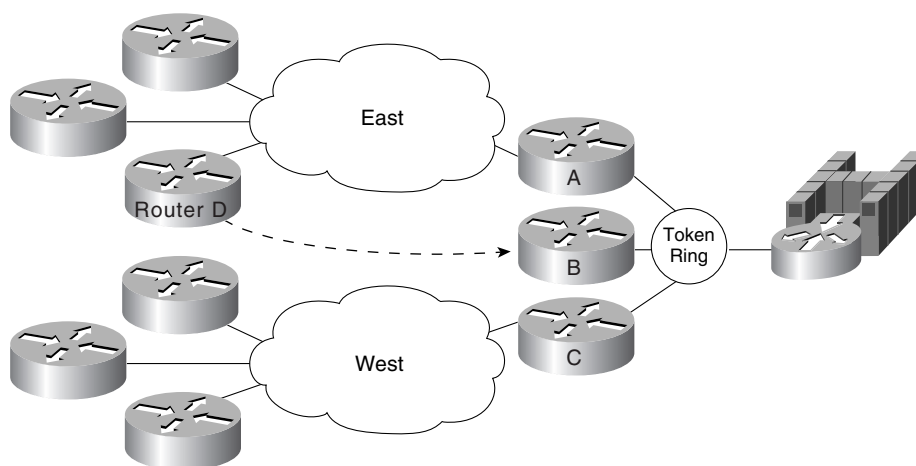 East
A
Router D
B
Token
Ring
C
West